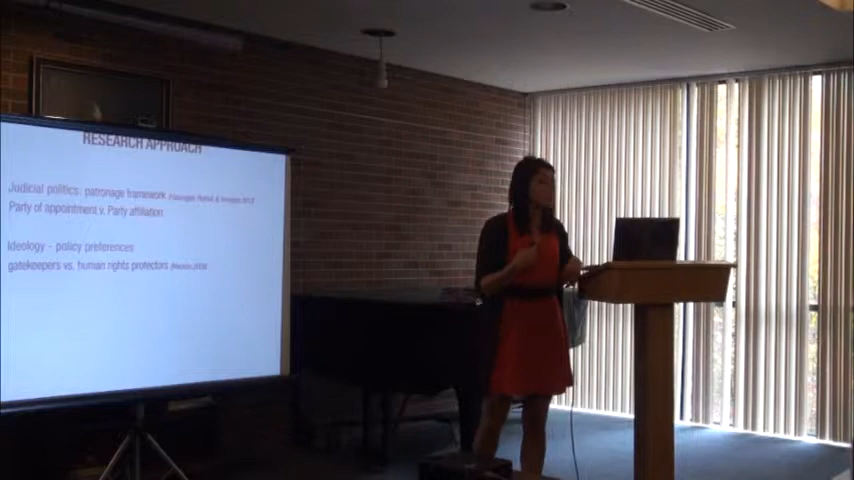 RESEARCH APPROACH
Judicial politics: patronage framework
Party of appointment v. Party affiliation
Ideology - policy preferences
gatekeepers vs. human rights protectors